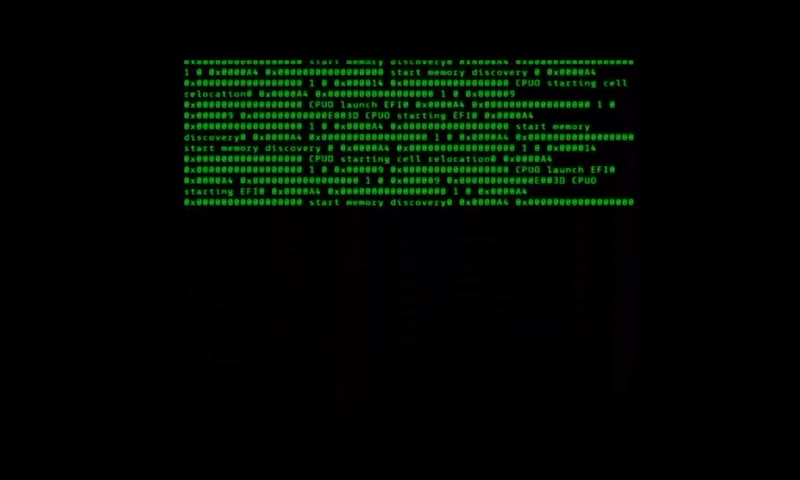 0x0000000000000000 start memory discovery0 0x0000A4 0x0000000000000000
1 0 0x0000A4 0x0000000000000000 start memory discovery 0 0x0000A4
0x0000000000000000 1 0 0x000014 0x0000000000000000 CPU0 starting cell
relocation0 0x0000A4 0x0000000000000000 1 0 0x000009
0x0000000000000000 CPU0 launch EFI0 0x0000A4 0x0000000000000000 1 0
0x000009 0x000000000000E003D CPU0 starting EFI0 0x0000A4
0x0000000000000000 1 0 0x0000A4 0x0000000000000000 start memory
discovery0 0x0000A4 0x0000000000000000 1 0 0x0000A4 0x0000000000000000
start memory discovery 0 0x0000A4 0x0000000000000000 1 0 0x000014
0x0000000000000000 CPU0 starting cell relocation0 0x0000A4
0x0000000000000000 1 0 0x000009 0x0000000000000000 CPU0 launch EFI0
0x0000A4 0x0000000000000000 1 0 0x000009 0x000000000000E003D CPU0
starting EFI0 0x0000A4 0x0000000000000000 1 0 0x0000A4
0x0000000000000000 start memory discovery0 0x0000A4 0x0000000000000000